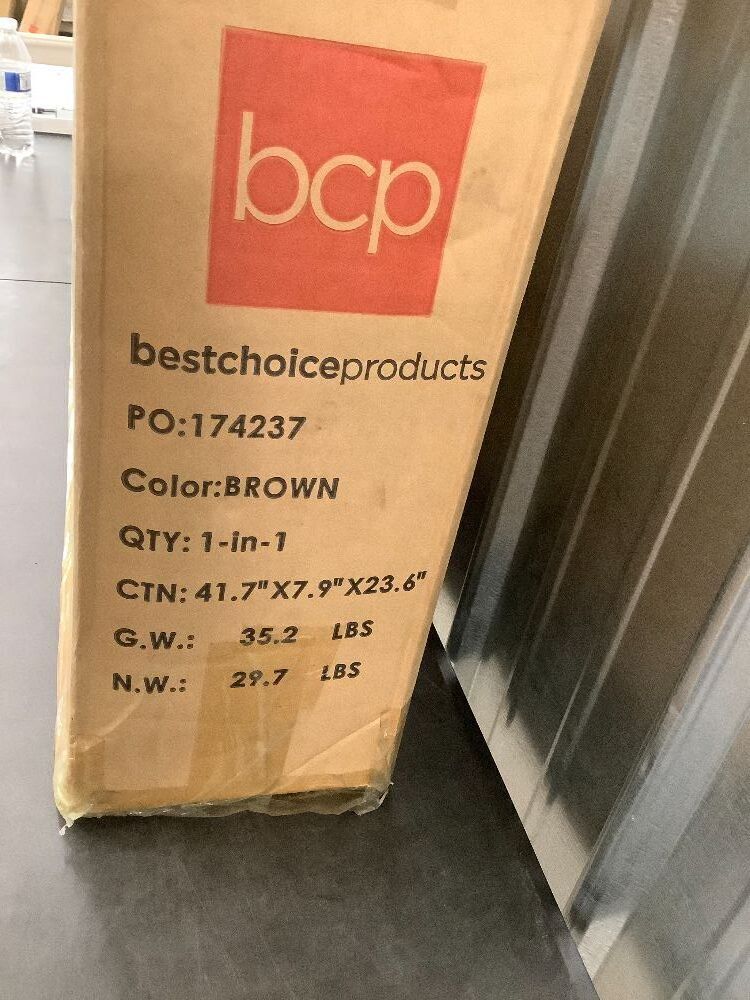 bcp
bestchoiceproducts
PO:174237
Color:BROWN
QTY: 1-in-1
CTN: 41.7"X7.9"X23.6"
G.W.: 35.2 LBS
N.W.: 29.7 LBS